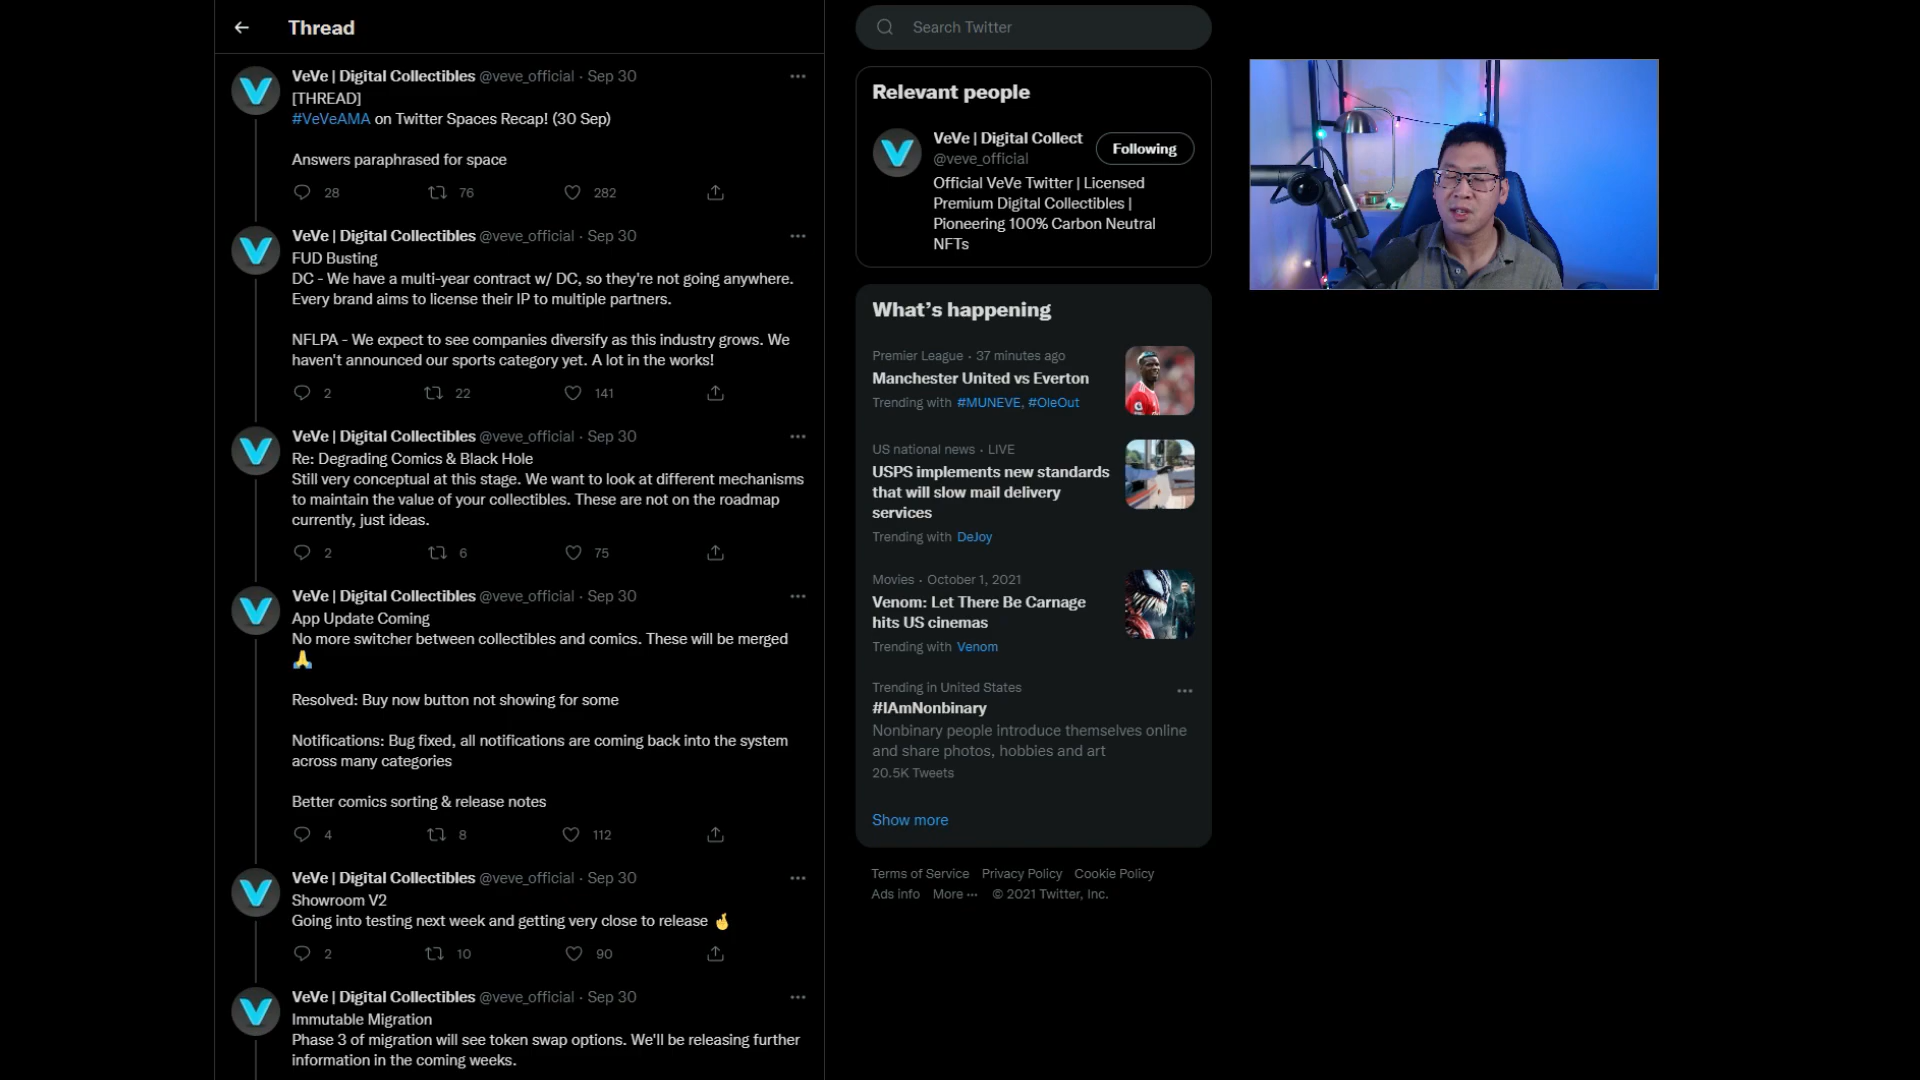 Thread
VeVe | Digital Collectibles @veve_official · Sep 30
[THREAD]
#VeVeAMA on Twitter Spaces Recap! (30 Sep)
Answers paraphrased for space
28 76 282
VeVe | Digital Collectibles @veve_official · Sep 30
FUD Busting
DC - We have a multi-year contract w/ DC, so they're not going anywhere.
Every brand aims to license their IP to multiple partners.
NFLPA - We expect to see companies diversify as this industry grows. We
haven't announced our sports category yet. A lot in the works!
2 22 141
VeVe | Digital Collectibles @veve_official · Sep 30
Re: Degrading Comics & Black Hole
Still very conceptual at this stage. We want to look at different mechanisms
to maintain the value of your collectibles. These are not on the roadmap
currently, just ideas.
2 6 75
VeVe | Digital Collectibles @veve_official · Sep 30
App Update Coming
No more switcher between collectibles and comics. These will be merged
🙏
Resolved: Buy now button not showing for some
Notifications: Bug fixed, all notifications are coming back into the system
across many categories
Better comics sorting & release notes
4 8 112
VeVe | Digital Collectibles @veve_official · Sep 30
Showroom V2
Going into testing next week and getting very close to release 🤞
2 10 90
VeVe | Digital Collectibles @veve_official · Sep 30
Immutable Migration
Phase 3 of migration will see token swap options. We'll be releasing further
information in the coming weeks.
Search Twitter
Relevant people
VeVe | Digital Collect
@veve_official
Following
Official VeVe Twitter | Licensed
Premium Digital Collectibles |
Pioneering 100% Carbon Neutral
NFTs
What's happening
Premier League · 37 minutes ago
Manchester United vs Everton
Trending with #MUNEVE, #OleOut
US national news · LIVE
USPS implements new standards
that will slow mail delivery
services
Trending with DeJoy
Movies · October 1, 2021
Venom: Let There Be Carnage
hits US cinemas
Trending with Venom
Trending in United States
#IAmNonbinary
Nonbinary people introduce themselves online
and share photos, hobbies and art
20.5K Tweets
Show more
Terms of Service Privacy Policy Cookie Policy
Ads info More ··· © 2021 Twitter, Inc.